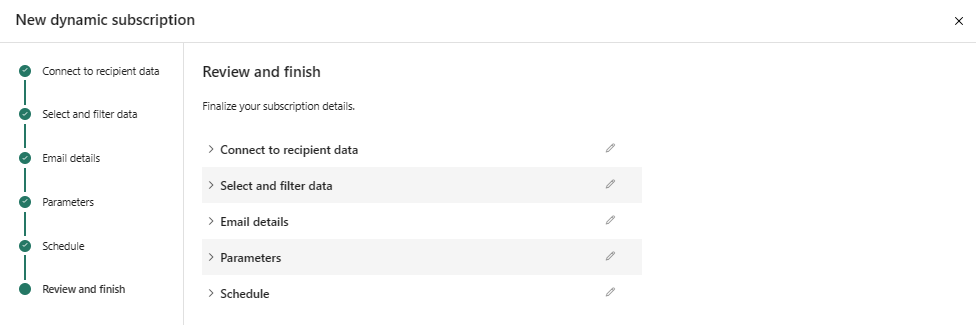 New dynamic subscription
Connect to recipient data
Select and filter data
Email details
Parameters
Schedule
Review and finish
Review and finish
Finalize your subscription details.
Connect to recipient data
Select and filter data
Email details
Parameters
Schedule